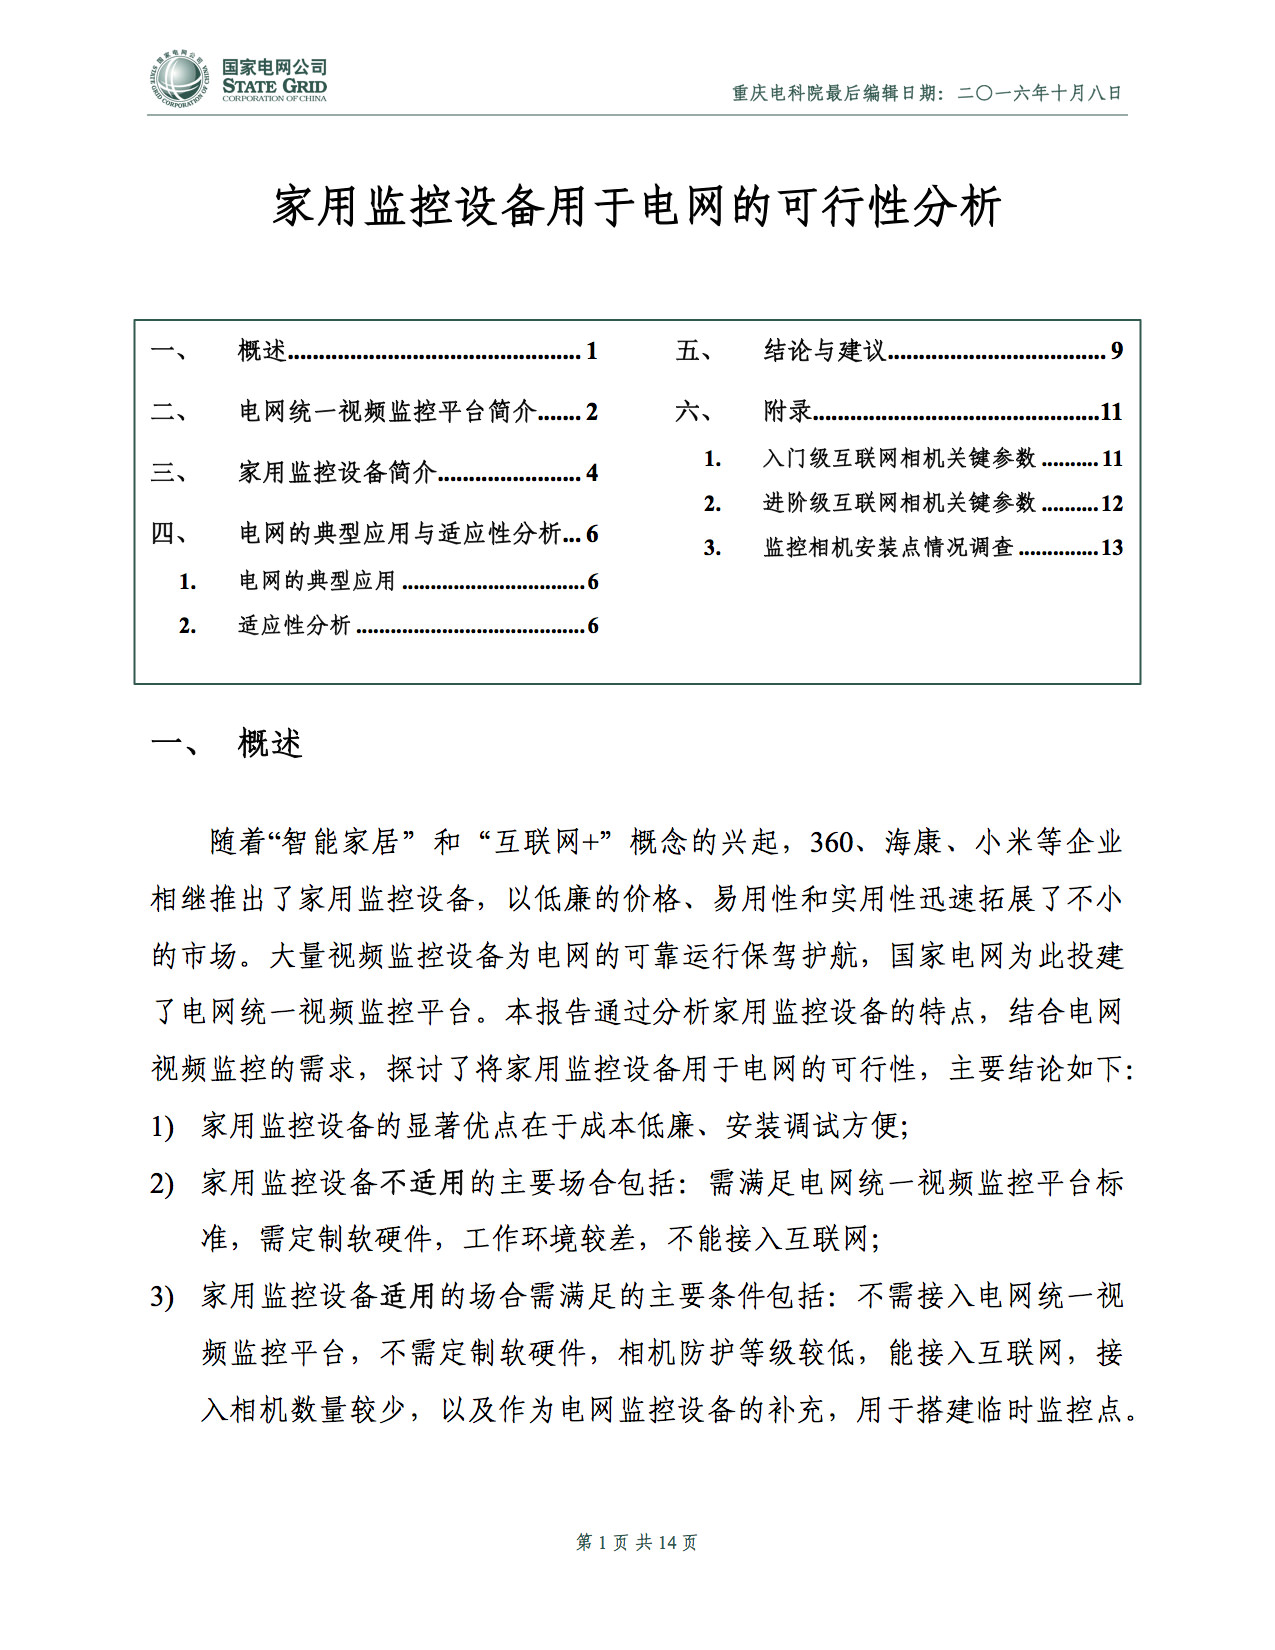 国家电网公司
STATE GRID
CORPORATION OF CHINA
国家电网公司
STATE GRID CORPORATION OF CHINA
重庆电科院最后编辑日期：二〇一六年十月八日
家用监控设备用于电网的可行性分析
一、 概述............................................... 1
二、 电网统一视频监控平台简介....... 2
三、 家用监控设备简介....................... 4
四、 电网的典型应用与适应性分析... 6
1. 电网的典型应用 ................................ 6
2. 适应性分析 ........................................ 6
五、 结论与建议................................... 9
六、 附录..............................................11
1. 入门级互联网相机关键参数 .......... 11
2. 进阶级互联网相机关键参数 .......... 12
3. 监控相机安装点情况调查 .............. 13
一、 概述
随着“智能家居”和“互联网+”概念的兴起，360、海康、小米等企业
相继推出了家用监控设备，以低廉的价格、易用性和实用性迅速拓展了不小
的市场。大量视频监控设备为电网的可靠运行保驾护航，国家电网为此投建
了电网统一视频监控平台。本报告通过分析家用监控设备的特点，结合电网
视频监控的需求，探讨了将家用监控设备用于电网的可行性，主要结论如下：
1) 家用监控设备的显著优点在于成本低廉、安装调试方便；
2) 家用监控设备不适用的主要场合包括：需满足电网统一视频监控平台标
准，需定制软硬件，工作环境较差，不能接入互联网；
3) 家用监控设备适用的场合需满足的主要条件包括：不需接入电网统一视
频监控平台，不需定制软硬件，相机防护等级较低，能接入互联网，接
入相机数量较少，以及作为电网监控设备的补充，用于搭建临时监控点。
第 1 页 共 14 页